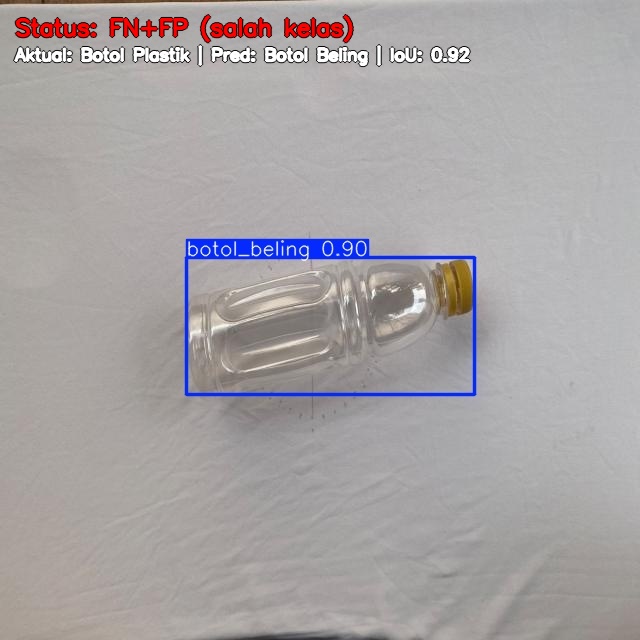 Status: FN+FP (salah kelas)
Aktual: Botol Plastik | Pred: Botol Beling | IoU: 0.92
botol_beling 0.90